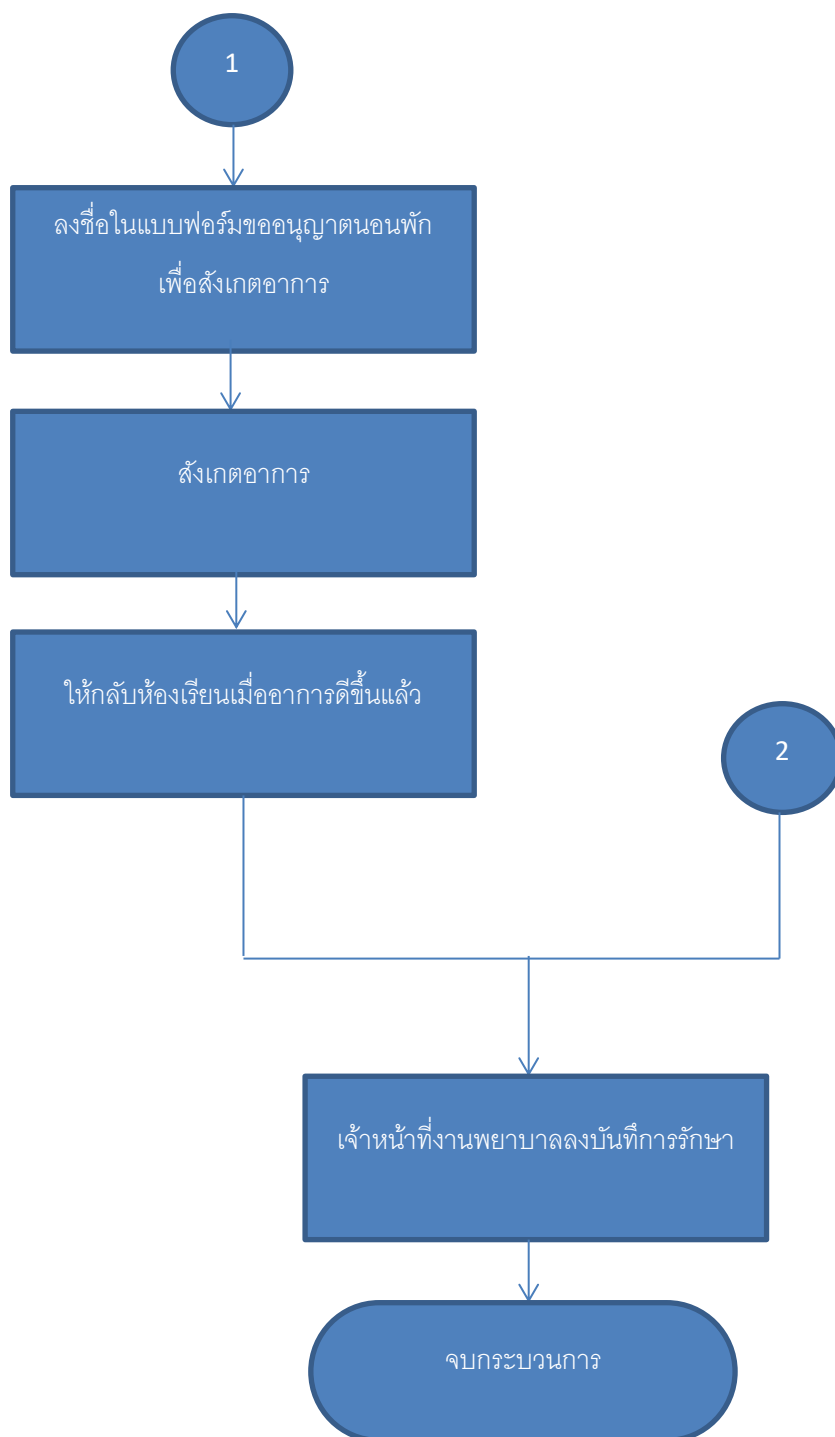 1
ลงชื่อในแบบฟอร์มขออนุญาตนอนพัก
เพื่อสังเกตอาการ
สังเกตอาการ
ให้กลับห้องเรียนเมื่ออาการดีขึ้นแล้ว
2
เจ้าหน้าที่งานพยาบาลลงบันทึการรักษา
จบกระบวนการ